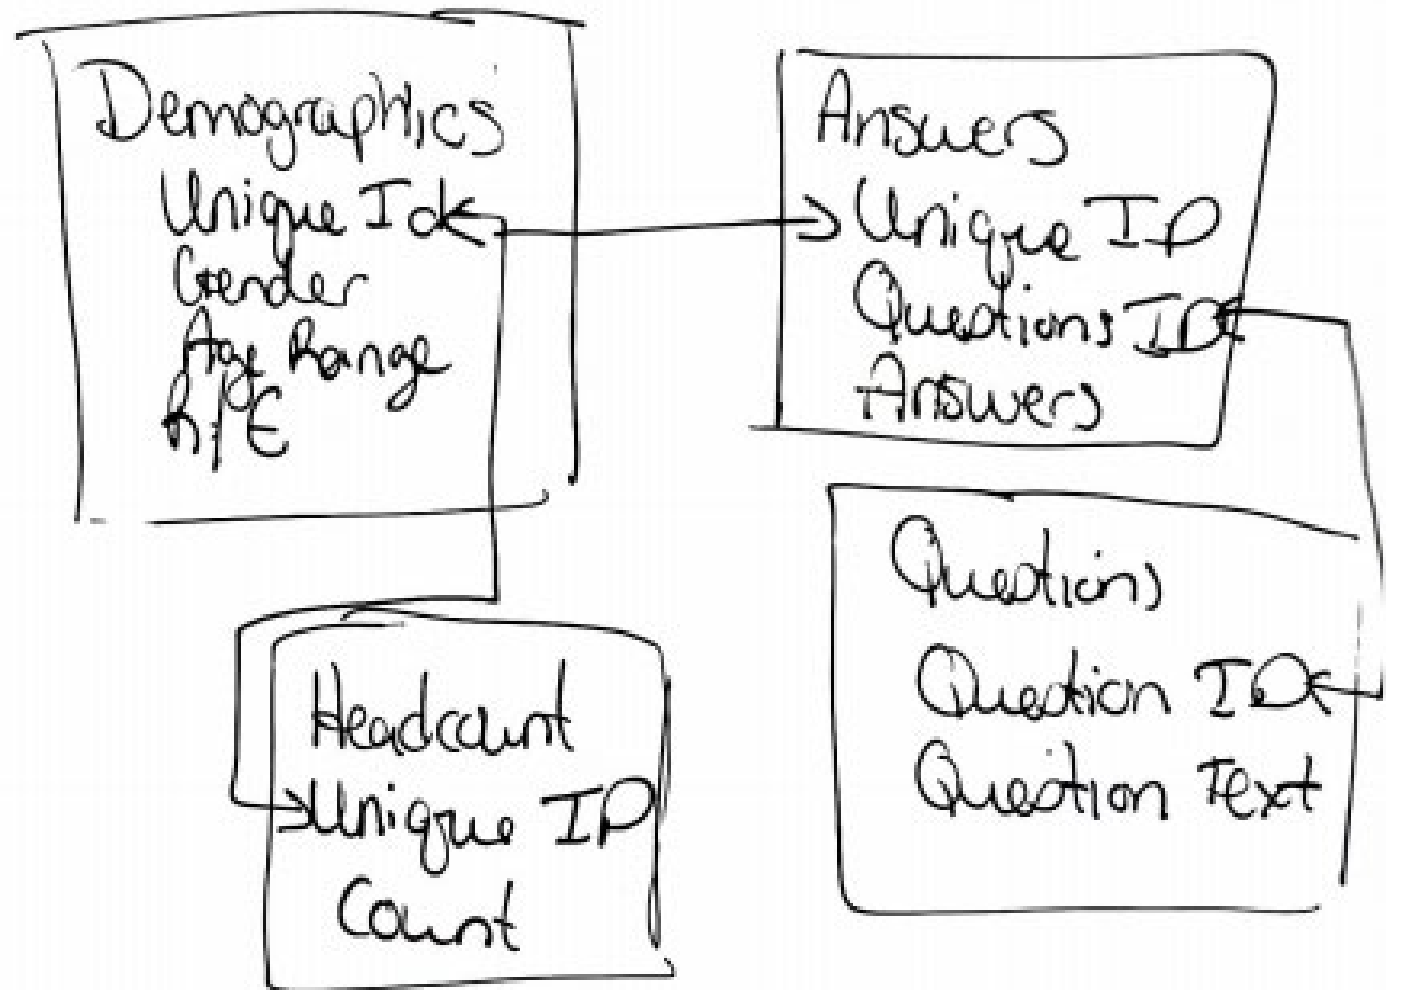 Demographics
Unique Id
Gender
Age Range
R/E
Answers
Unique ID
Questions ID
Answers
Headcount
Unique ID
Count
Questions
Question ID
Question Text